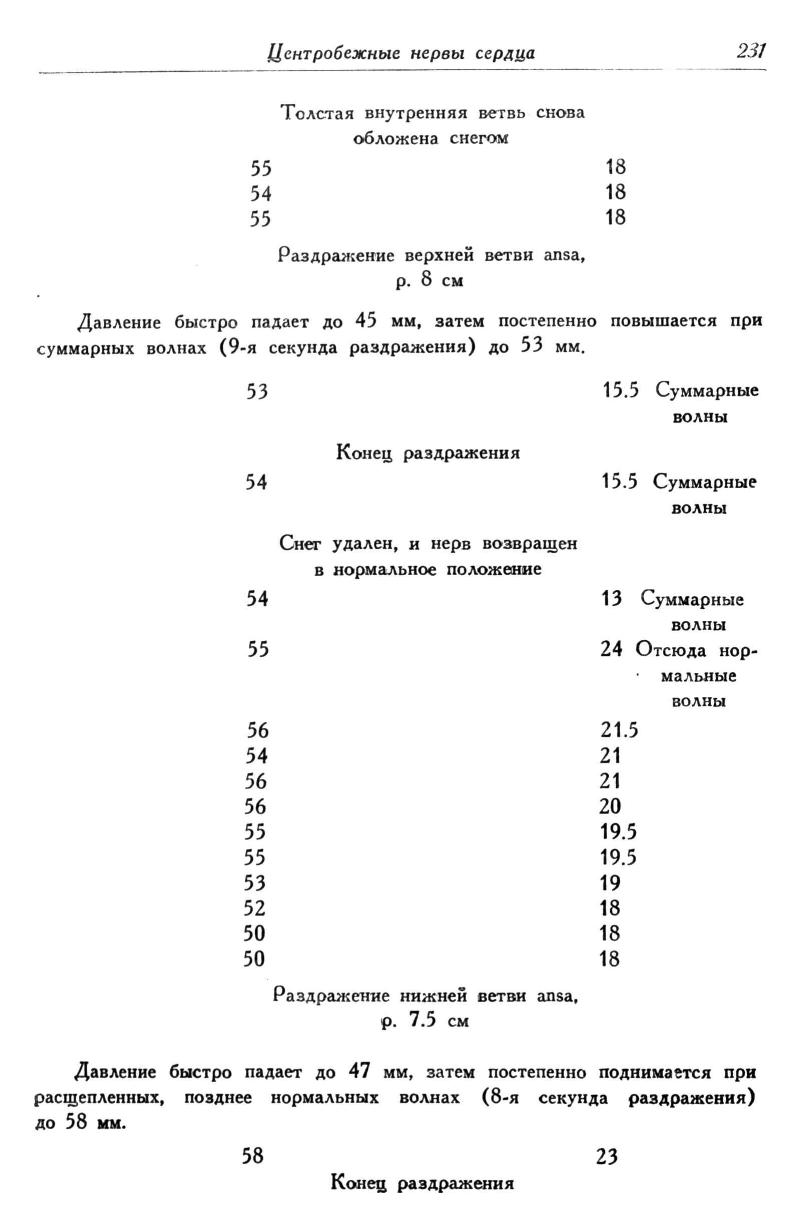 Центробежные нервы сердца 231
Толстая внутренняя ветвь снова
обложена снегом
55 18
54 18
55 18
Раздражение верхней ветви ansa,
р. 8 см
Давление быстро падает до 45 мм, затем постепенно повышается при
суммарных волнах (9-я секунда раздражения) до 53 мм.
53 15.5 Суммарные
волны
Конец раздражения
54 15.5 Суммарные
волны
Снег удален, и нерв возвращен
в нормальное положение
54 13 Суммарные
волны
55 24 Отсюда нор-
мальные
волны
56 21.5
54 21
56 21
56 20
55 19.5
55 19.5
53 19
52 18
50 18
50 18
Раздражение нижней ветви ansa,
р. 7.5 см
Давление быстро падает до 47 мм, затем постепенно поднимается при
расщепленных, позднее нормальных волнах (8-я секунда раздражения)
до 58 мм.
58 23
Конец раздражения